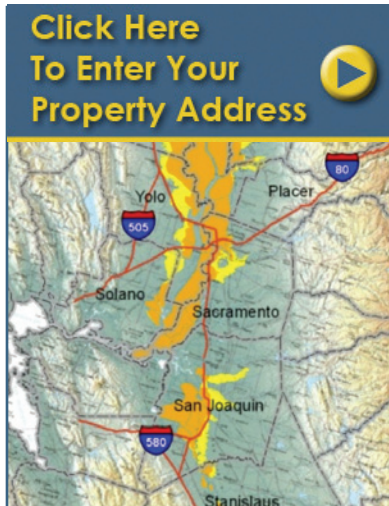 Click Here
To Enter Your
Property Address
Yolo
Placer
80
505
Solano
Sacramento
San Joaquin
580
Stanislaus